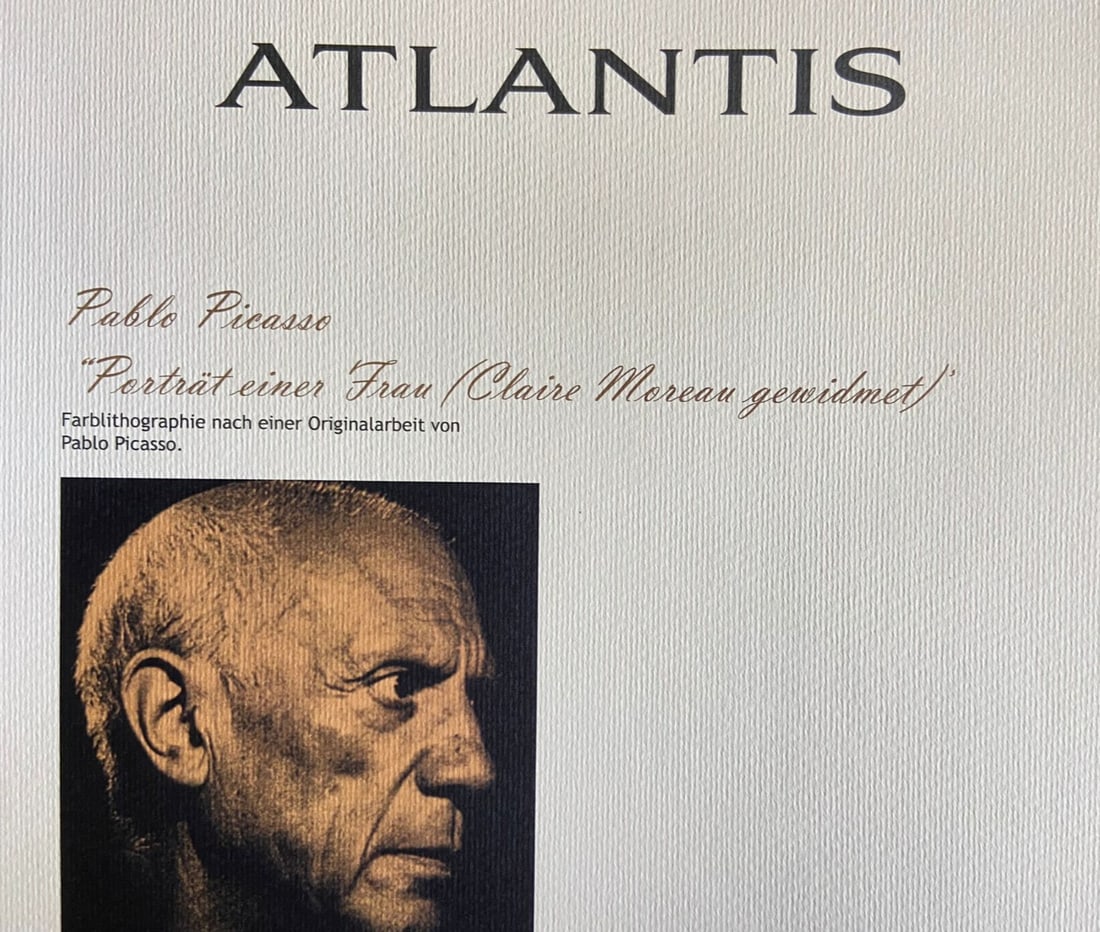 ATLANTIS
Pablo Picasso
“Porträt einer Frau (Claire Moreau gewidmet)’
Farblithographie nach einer Originalarbeit von
Pablo Picasso.